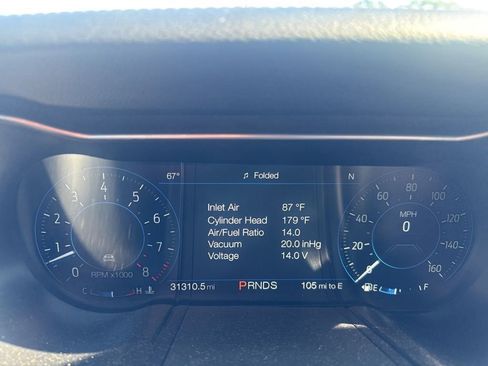 67° ♫ Folded N
Inlet Air 87 °F
Cylinder Head 179 °F
Air/Fuel Ratio 14.0
Vacuum 20.0 inHg
Voltage 14.0 V
0 1 2 3 4 5 6 7 8
RPM x1000
C H
31310.5 mi PRNDS 105 mi to E
0 20 40 60 80 100 120 140 160
MPH
0
E F